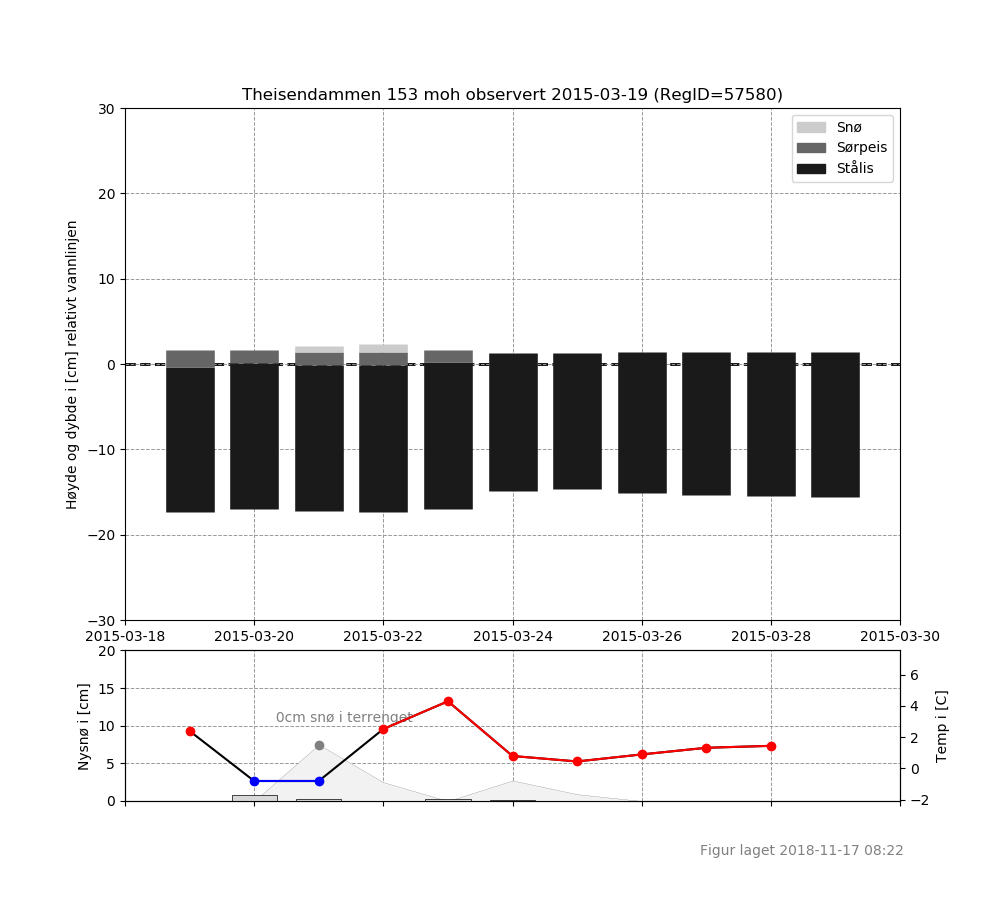 Theisendammen 153 moh observert 2015-03-19 (RegID=57580)
Snø
Sørpeis
Stålis
Høyde og dybde i [cm] relativt vannlinjen
30
20
10
0
−10
−20
−30
2015-03-18 2015-03-20 2015-03-22 2015-03-24 2015-03-26 2015-03-28 2015-03-30
Nysnø i [cm]
20
15
10
5
0
0cm snø i terrenget
6
4
2
0
−2
Temp i [C]
Figur laget 2018-11-17 08:22